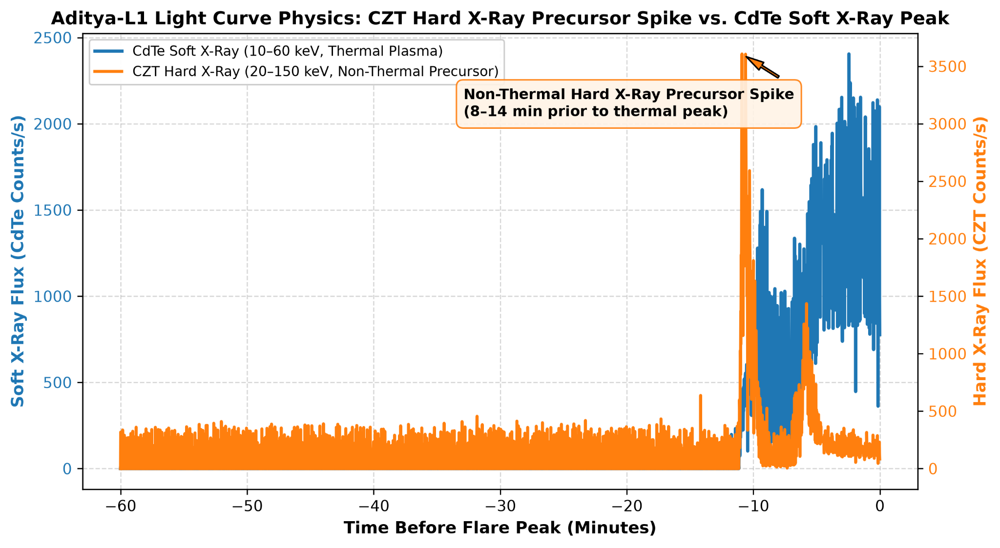 Aditya-L1 Light Curve Physics: CZT Hard X-Ray Precursor Spike vs. CdTe Soft X-Ray Peak
CdTe Soft X-Ray (10–60 keV, Thermal Plasma)
CZT Hard X-Ray (20–150 keV, Non-Thermal Precursor)
Non-Thermal Hard X-Ray Precursor Spike
(8–14 min prior to thermal peak)
Soft X-Ray Flux (CdTe Counts/s)
2500
2000
1500
1000
500
0
3500
3000
2500
2000
1500
1000
500
0
Hard X-Ray Flux (CZT Counts/s)
−60 −50 −40 −30 −20 −10 0
Time Before Flare Peak (Minutes)